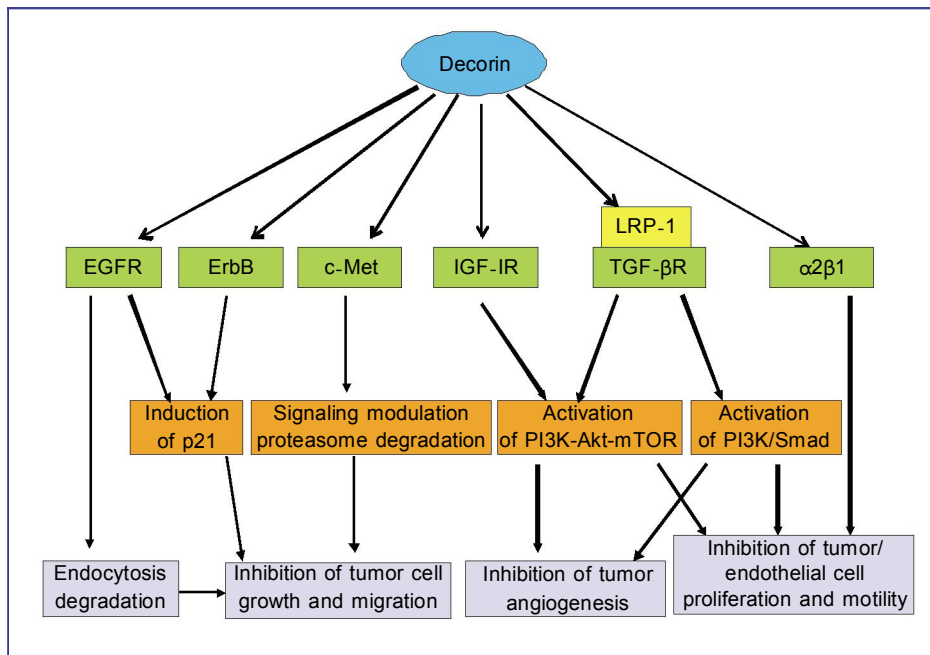 Decorin
LRP-1
EGFR
ErbB
c-Met
IGF-IR
TGF-βR
α2β1
Induction
of p21
Signaling modulation
proteasome degradation
Activation
of PI3K-Akt-mTOR
Activation
of PI3K/Smad
Endocytosis
degradation
Inhibition of tumor cell
growth and migration
Inhibition of tumor
angiogenesis
Inhibition of tumor/
endothelial cell
proliferation and motility